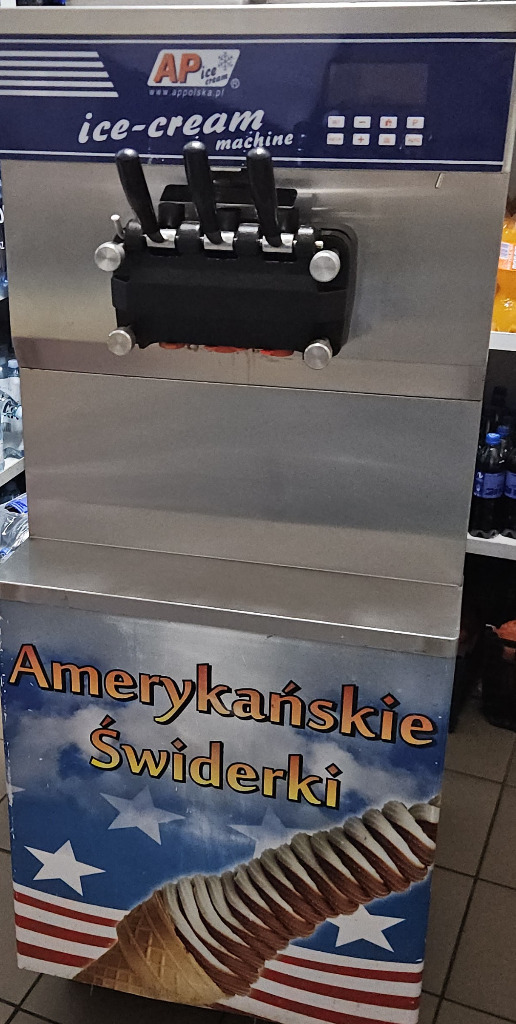 AP ice cream ®
www.appolska.pl
ice-cream
machine
Amerykańskie
Świderki